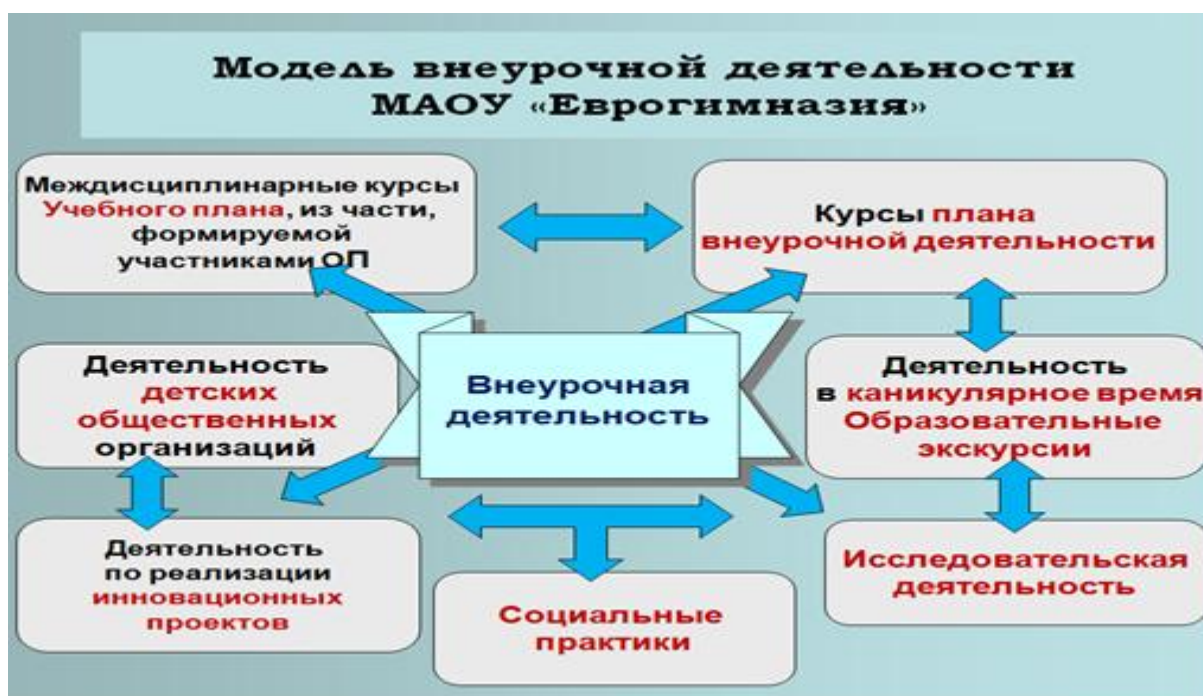 Модель внеурочной деятельности
МАОУ «Еврогимназия»
Междисциплинарные курсы
Учебного плана, из части,
формируемой
участниками ОП
Курсы плана
внеурочной деятельности
Деятельность
детских
общественных
организаций
Внеурочная
деятельность
Деятельность
в каникулярное время
Образовательные
экскурсии
Деятельность
по реализации
инновационных
проектов
Социальные
практики
Исследовательская
деятельность